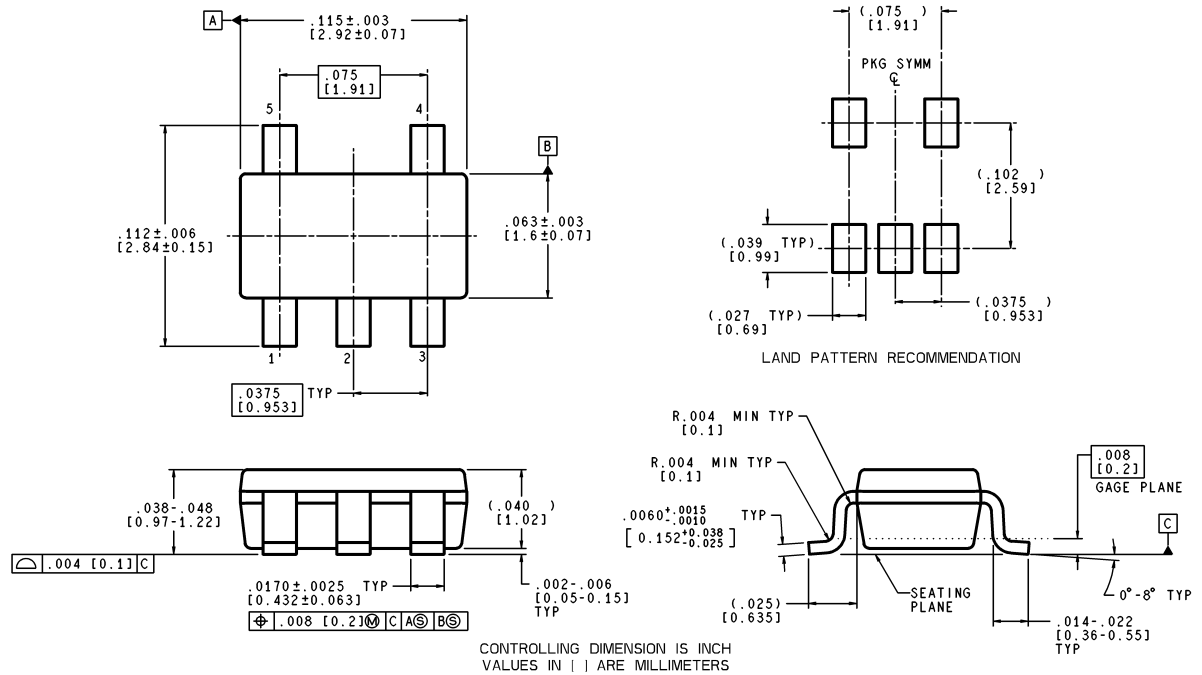 A
.115±.003
[2.92±0.07]
.075
[1.91]
5
4
B
.112±.006
[2.84±0.15]
.063±.003
[1.6±0.07]
1
2
3
.0375 TYP
[0.953]
(.075 )
[1.91]
PKG SYMM
℄
(.102 )
[2.59]
(.039 TYP)
[0.99]
(.027 TYP)
[0.69]
(.0375 )
[0.953]
LAND PATTERN RECOMMENDATION
.038-.048
[0.97-1.22]
(.040 )
[1.02]
⌓ .004 [0.1] C
.0170±.0025 TYP
[0.432±0.063]
⌖ .008 [0.2]Ⓜ C AⓈ BⓈ
.002-.006
[0.05-0.15]
TYP
R.004 MIN TYP
[0.1]
R.004 MIN TYP
[0.1]
.0060+.0015-.0010 TYP
[0.152+0.038-0.025]
.008
[0.2]
GAGE PLANE
C
SEATING
PLANE
(.025)
[0.635]
0°-8° TYP
.014-.022
[0.36-0.55]
TYP
CONTROLLING DIMENSION IS INCH
VALUES IN [ ] ARE MILLIMETERS